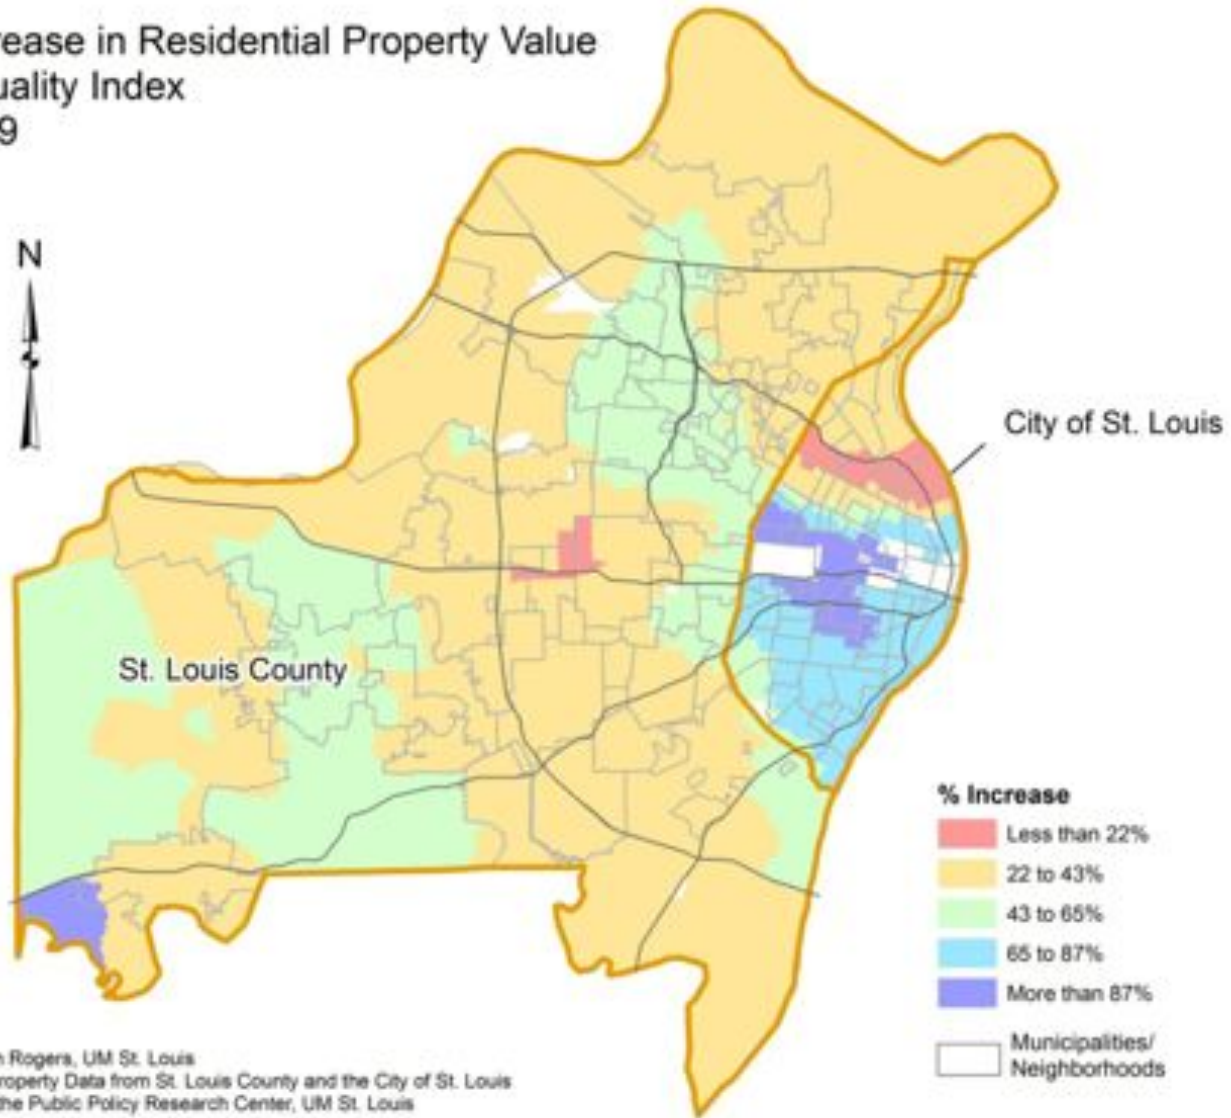 rease in Residential Property Value
uality Index
9
N
City of St. Louis
St. Louis County
% Increase
Less than 22%
22 to 43%
43 to 65%
65 to 87%
More than 87%
Municipalities/
Neighborhoods
n Rogers, UM St. Louis
roperty Data from St. Louis County and the City of St. Louis
the Public Policy Research Center, UM St. Louis